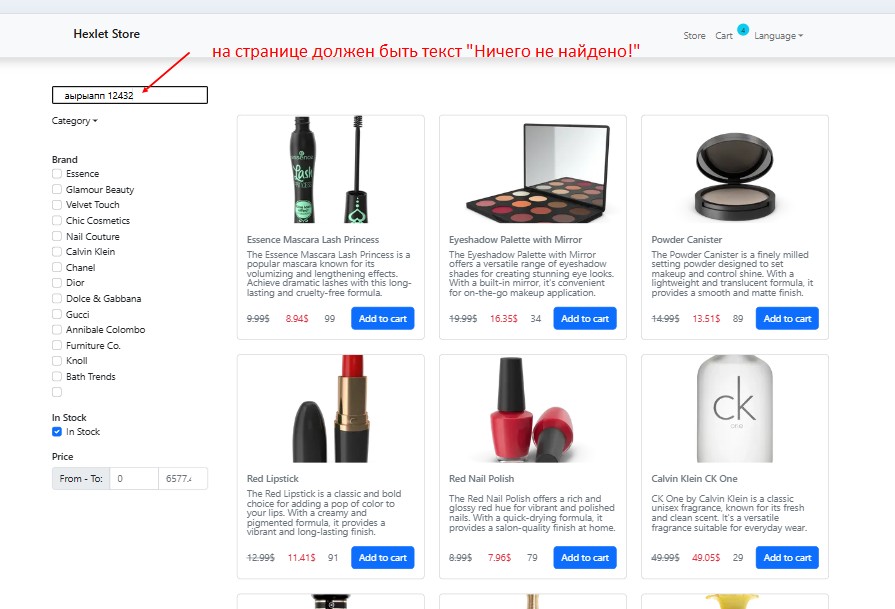 Hexlet Store
Store Cart 4 Language
на странице должен быть текст "Ничего не найдено!"
аырыапп 12432
Category
Brand
Essence
Glamour Beauty
Velvet Touch
Chic Cosmetics
Nail Couture
Calvin Klein
Chanel
Dior
Dolce & Gabbana
Gucci
Annibale Colombo
Furniture Co.
Knoll
Bath Trends
In Stock
In Stock
Price
From - To: 0 6577.
essence
Lash
PRINCESS
Essence Mascara Lash Princess
The Essence Mascara Lash Princess is a
popular mascara known for its
volumizing and lengthening effects.
Achieve dramatic lashes with this long-
lasting and cruelty-free formula.
9.99$ 8.94$ 99 Add to cart
Eyeshadow Palette with Mirror
The Eyeshadow Palette with Mirror
offers a versatile range of eyeshadow
shades for creating stunning eye looks.
With a built-in mirror, it's convenient
for on-the-go makeup application.
19.99$ 16.35$ 34 Add to cart
Powder Canister
The Powder Canister is a finely milled
setting powder designed to set
makeup and control shine. With a
lightweight and translucent formula, it
provides a smooth and matte finish.
14.99$ 13.51$ 89 Add to cart
Red Lipstick
The Red Lipstick is a classic and bold
choice for adding a pop of color to
your lips. With a creamy and
pigmented formula, it provides a
vibrant and long-lasting finish.
12.99$ 11.41$ 91 Add to cart
Red Nail Polish
The Red Nail Polish offers a rich and
glossy red hue for vibrant and polished
nails. With a quick-drying formula, it
provides a salon-quality finish at home.
8.99$ 7.96$ 79 Add to cart
ck
one
Calvin Klein CK One
CK One by Calvin Klein is a classic
unisex fragrance, known for its fresh
and clean scent. It's a versatile
fragrance suitable for everyday wear.
49.99$ 49.05$ 29 Add to cart